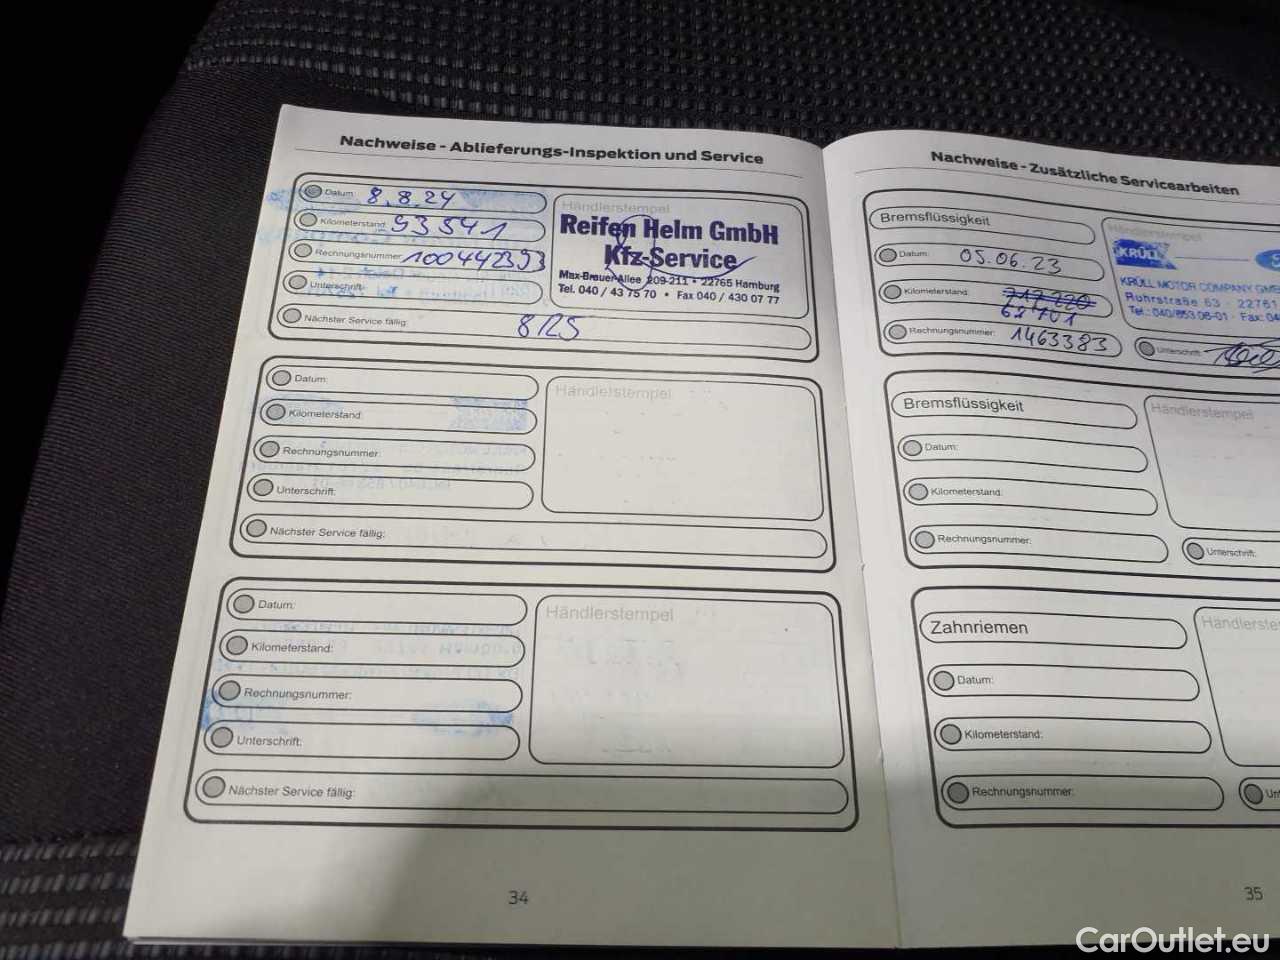 Nachweise - Ablieferungs-Inspektion und Service
Datum: 8.8.24
Kilometerstand: 93541
Rechnungsnummer: 100442393
Unterschrift:
Nächster Service fällig:
Händlerstempel
Reifen Helm GmbH
Kfz-Service
Max-Brauer-Allee 209-211 • 22765 Hamburg
Tel. 040 / 43 75 70 • Fax 040 / 430 07 77
Datum:
Kilometerstand:
Rechnungsnummer:
Unterschrift:
Nächster Service fällig:
Händlerstempel
Datum:
Kilometerstand:
Rechnungsnummer:
Unterschrift:
Nächster Service fällig:
Händlerstempel
34
Nachweise - Zusätzliche Servicearbeiten
Bremsflüssigkeit
Datum: 05.06.23
Kilometerstand:
Rechnungsnummer: 1463383
Händlerstempel
KRÜLL
KRÜLL MOTOR COMPANY GMB
Ruhrstraße 63 · 22761
Tel.: 040/853 06-01 · Fax: 04
Unterschrift:
Bremsflüssigkeit
Datum:
Kilometerstand:
Rechnungsnummer:
Händlerstempel
Unterschrift:
Zahnriemen
Datum:
Kilometerstand:
Rechnungsnummer:
Händlerste
Un
35
CarOutlet.eu